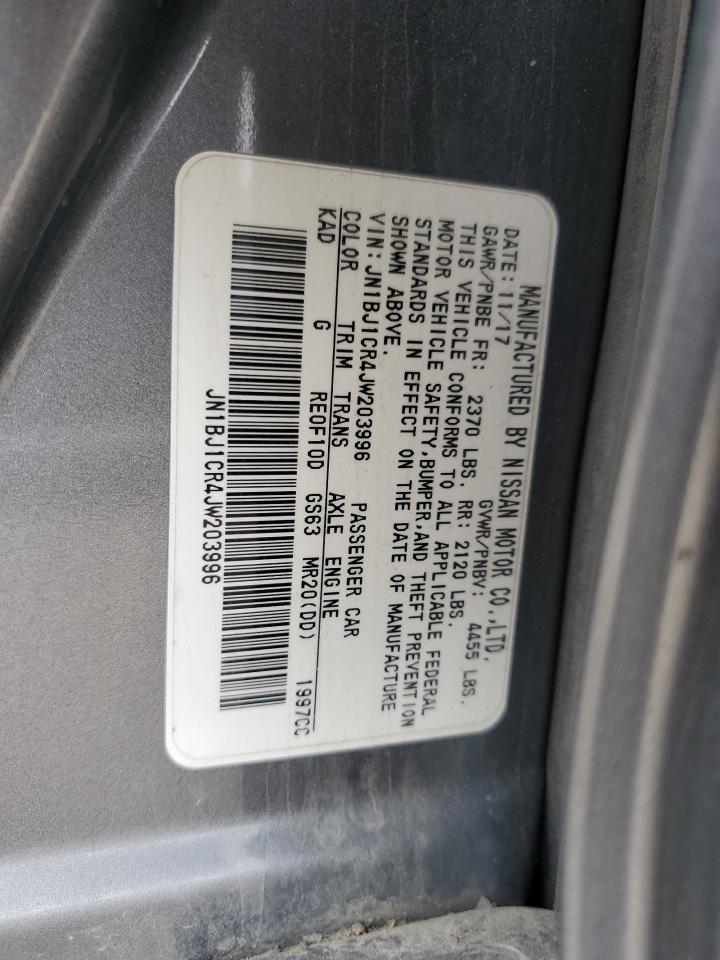 MANUFACTURED BY NISSAN MOTOR CO.,LTD.
DATE: 11/17 GVWR/PNBV: 4455 LBS.
GAWR/PNBE FR: 2370 LBS. RR: 2120 LBS.
THIS VEHICLE CONFORMS TO ALL APPLICABLE FEDERAL
MOTOR VEHICLE SAFETY,BUMPER,AND THEFT PREVENTION
STANDARDS IN EFFECT ON THE DATE OF MANUFACTURE
SHOWN ABOVE.
VIN: JN1BJ1CR4JW203996 PASSENGER CAR
COLOR TRIM TRANS AXLE ENGINE
KAD G RE0F10D GS63 MR20(DD) 1997CC
JN1BJ1CR4JW203996